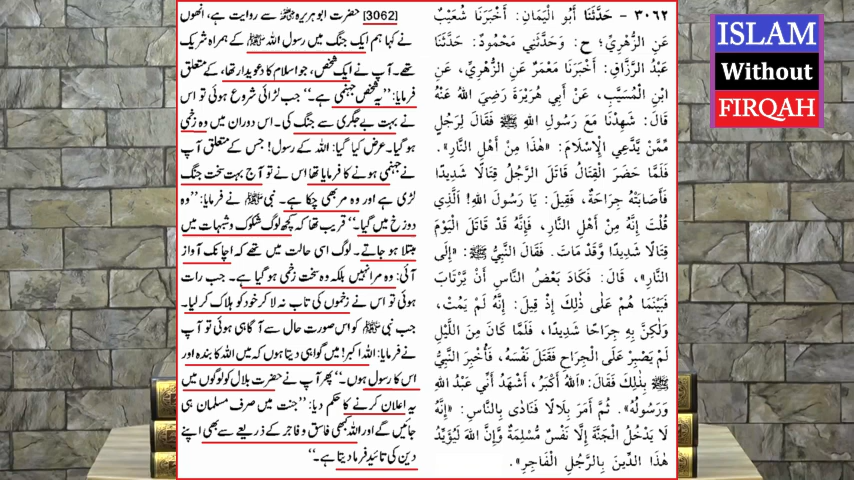 ٣٠٦٢ - حَدَّثَنَا أَبُو الْيَمَانِ: أَخْبَرَنَا شُعَيْبٌ
عَنِ الزُّهْرِيِّ؛ ح: وَحَدَّثَنِي مَحْمُودٌ: حَدَّثَنَا
عَبْدُ الرَّزَّاقِ: أَخْبَرَنَا مَعْمَرٌ عَنِ الزُّهْرِيِّ، عَنِ
ابْنِ الْمُسَيَّبِ، عَنْ أَبِي هُرَيْرَةَ رَضِيَ اللهُ عَنْهُ
قَالَ: شَهِدْنَا مَعَ رَسُولِ اللهِ ﷺ فَقَالَ لِرَجُلٍ
مِّمَّنْ يَدَّعِي الْإِسْلَامَ: «هٰذَا مِنْ أَهْلِ النَّارِ».
فَلَمَّا حَضَرَ الْقِتَالُ قَاتَلَ الرَّجُلُ قِتَالًا شَدِيدًا
فَأَصَابَتْهُ جِرَاحَةٌ، فَقِيلَ: يَا رَسُولَ اللهِ! اَلَّذِي
قُلْتَ إِنَّهُ مِنْ أَهْلِ النَّارِ، فَإِنَّهُ قَدْ قَاتَلَ الْيَوْمَ
قِتَالًا شَدِيدًا وَّقَدْ مَاتَ. فَقَالَ النَّبِيُّ ﷺ: «إِلَى
النَّارِ»، قَالَ: فَكَادَ بَعْضُ النَّاسِ أَنْ يَّرْتَابَ
فَبَيْنَمَا هُمْ عَلَى ذٰلِكَ إِذْ قِيلَ: إِنَّهُ لَمْ يَمُتْ،
وَلَكِنَّ بِهِ جِرَاحًا شَدِيدًا، فَلَمَّا كَانَ مِنَ اللَّيْلِ
لَمْ يَصْبِرْ عَلَى الْجِرَاحِ فَقَتَلَ نَفْسَهُ، فَأُخْبِرَ النَّبِيُّ
ﷺ بِذٰلِكَ فَقَالَ: «اَللهُ أَكْبَرُ، أَشْهَدُ أَنِّي عَبْدُ اللهِ
وَرَسُولُهُ». ثُمَّ أَمَرَ بِلَالًا فَنَادَى بِالنَّاسِ: «إِنَّهُ
لَا يَدْخُلُ الْجَنَّةَ إِلَّا نَفْسٌ مُّسْلِمَةٌ وَّإِنَّ اللهَ لَيُؤَيِّدُ
هٰذَا الدِّينَ بِالرَّجُلِ الْفَاجِرِ».
[3062] حضرت ابوہریرہ ؓ سے روایت ہے، انھوں
نے کہا ہم ایک جنگ میں رسول اللہ ﷺ کے ہمراہ شریک
تھے۔ آپ نے ایک شخص، جو اسلام کا دعویدار تھا، کے متعلق
فرمایا: ”یہ شخص جہنمی ہے۔“ جب لڑائی شروع ہوئی تو اس
نے بہت بے جگری سے جنگ کی۔ اس دوران میں وہ زخمی
ہوگیا۔ عرض کیا گیا: اللہ کے رسول! جس کے متعلق آپ
نے جہنمی ہونے کا فرمایا تھا اس نے تو آج بہت سخت جنگ
لڑی ہے اور وہ مر بھی چکا ہے۔ نبی ﷺ نے فرمایا: ”وہ
دوزخ میں گیا۔“ قریب تھا کہ کچھ لوگ شکوک وشبہات میں
مبتلا ہو جاتے۔ لوگ اسی حالت میں تھے کہ اچانک آواز
آئی: وہ مرا نہیں بلکہ وہ سخت زخمی ہو گیا ہے۔ جب رات
ہوئی تو اس نے زخموں کی تاب نہ لا کر خود کو ہلاک کر لیا۔
جب نبی ﷺ کو اس صورت حال سے آگاہی ہوئی تو آپ
نے فرمایا: اللہ اکبر! میں گواہی دیتا ہوں کہ میں اللہ کا بندہ اور
اس کا رسول ہوں۔“ پھر آپ نے حضرت بلال کو لوگوں میں
یہ اعلان کرنے کا حکم دیا: ”جنت میں صرف مسلمان ہی
جائیں گے اور اللہ کبھی فاسق و فاجر کے ذریعے سے بھی اپنے
دین کی تائید فرما دیتا ہے۔“
ISLAM
Without
FIRQAH